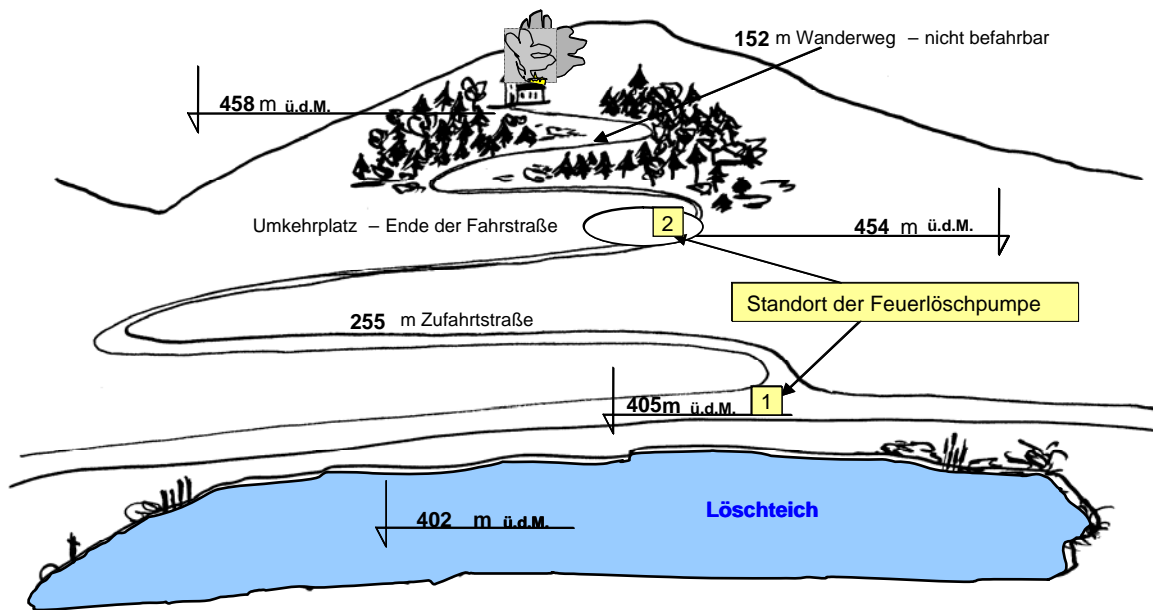 152 m Wanderweg – nicht befahrbar
458 m ü.d.M.
Umkehrplatz – Ende der Fahrstraße
2
454 m ü.d.M.
Standort der Feuerlöschpumpe
255 m Zufahrtstraße
405m ü.d.M.
1
Löschteich
402 m ü.d.M.